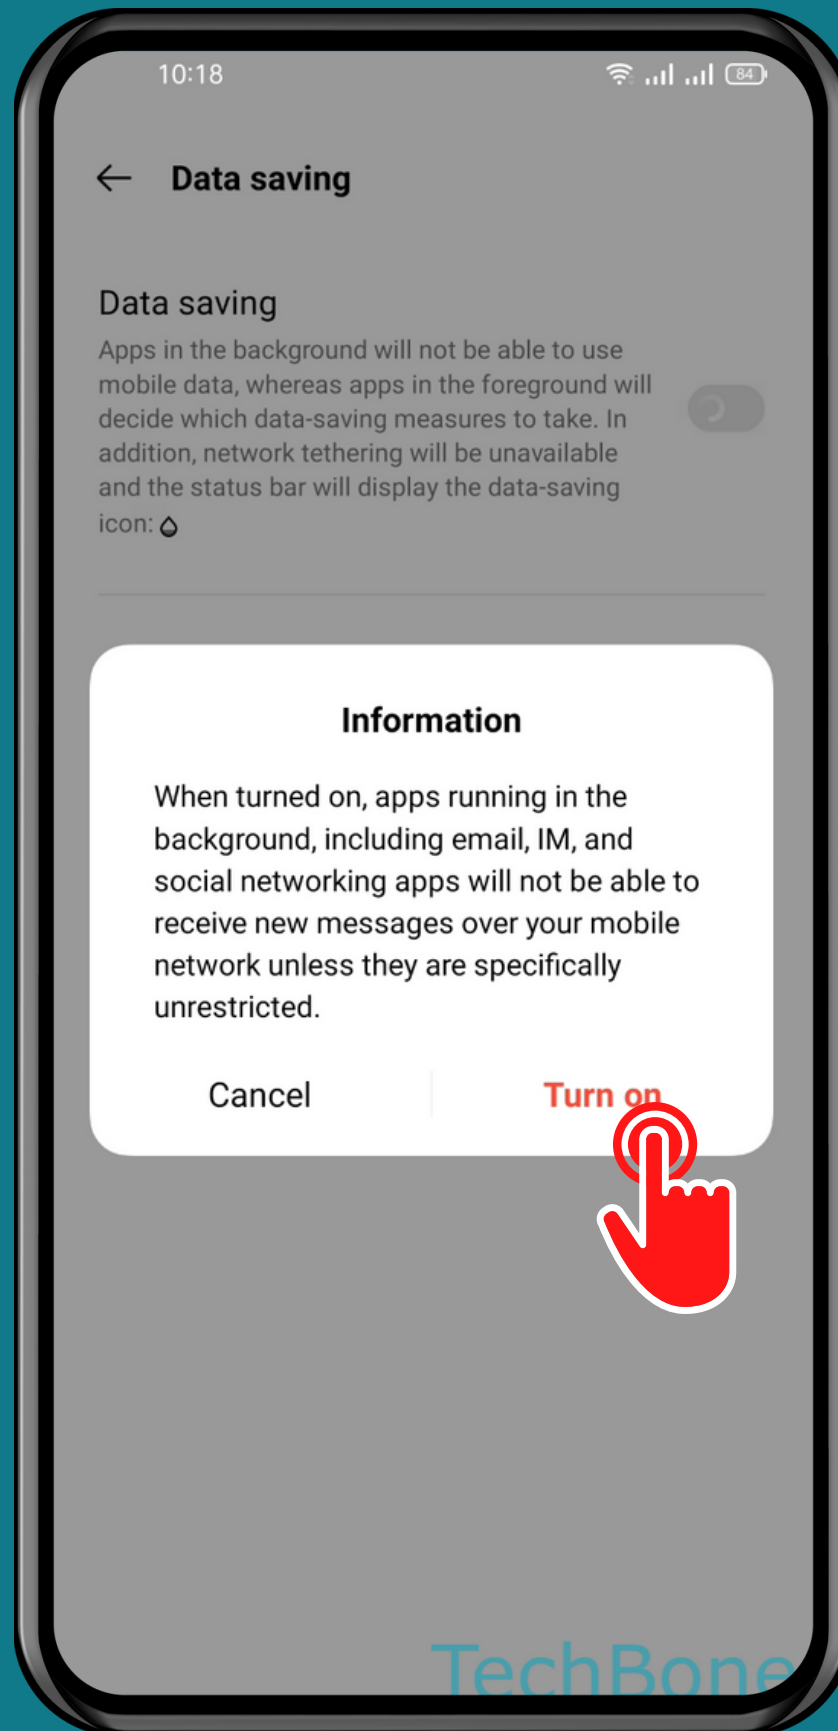 10:18
84
Data saving
Data saving
Apps in the background will not be able to use
mobile data, whereas apps in the foreground will
decide which data-saving measures to take. In
addition, network tethering will be unavailable
and the status bar will display the data-saving
icon:
Information
When turned on, apps running in the
background, including email, IM, and
social networking apps will not be able to
receive new messages over your mobile
network unless they are specifically
unrestricted.
Cancel
Turn on
TechBone